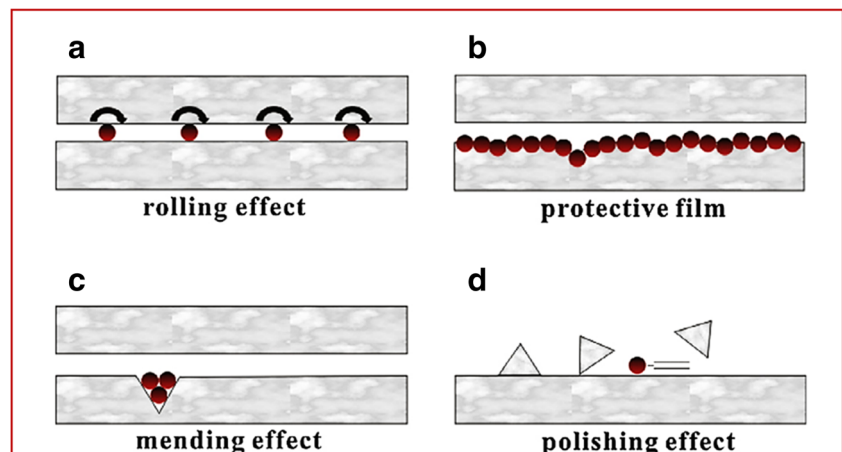 a
b
rolling effect
protective film
c
d
mending effect
polishing effect